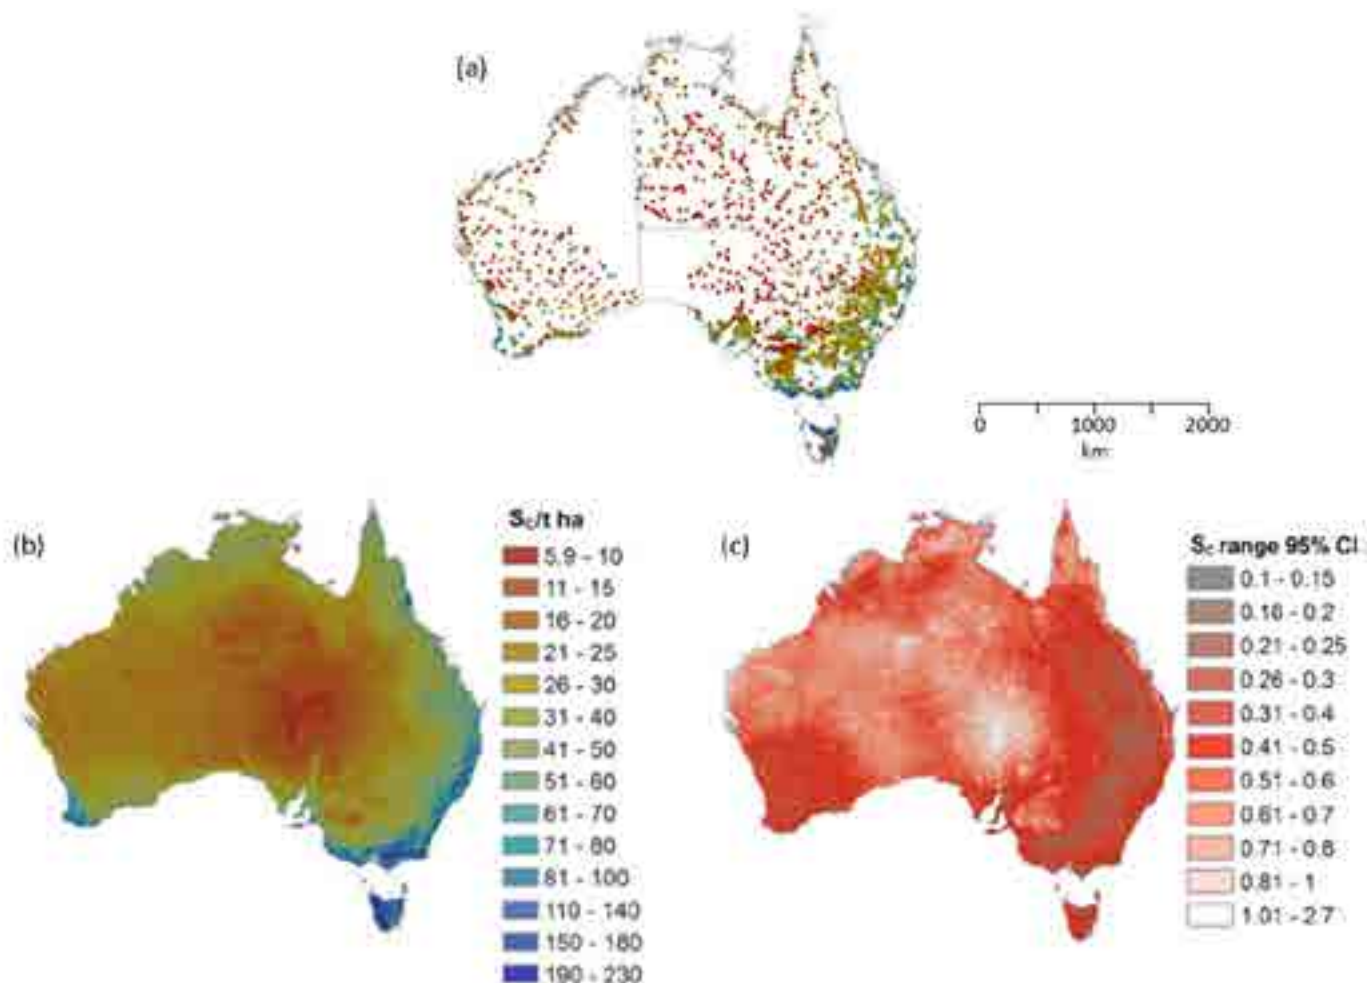 (a)
0 1000 2000
km
(b)
Sc/t ha
5.9 - 10
11 - 15
16 - 20
21 - 25
26 - 30
31 - 40
41 - 50
51 - 60
61 - 70
71 - 80
81 - 100
110 - 140
150 - 180
190 - 230
(c)
Sc range 95% CI
0.1 - 0.15
0.16 - 0.2
0.21 - 0.25
0.26 - 0.3
0.31 - 0.4
0.41 - 0.5
0.51 - 0.6
0.61 - 0.7
0.71 - 0.8
0.81 - 1
1.01 - 2.7